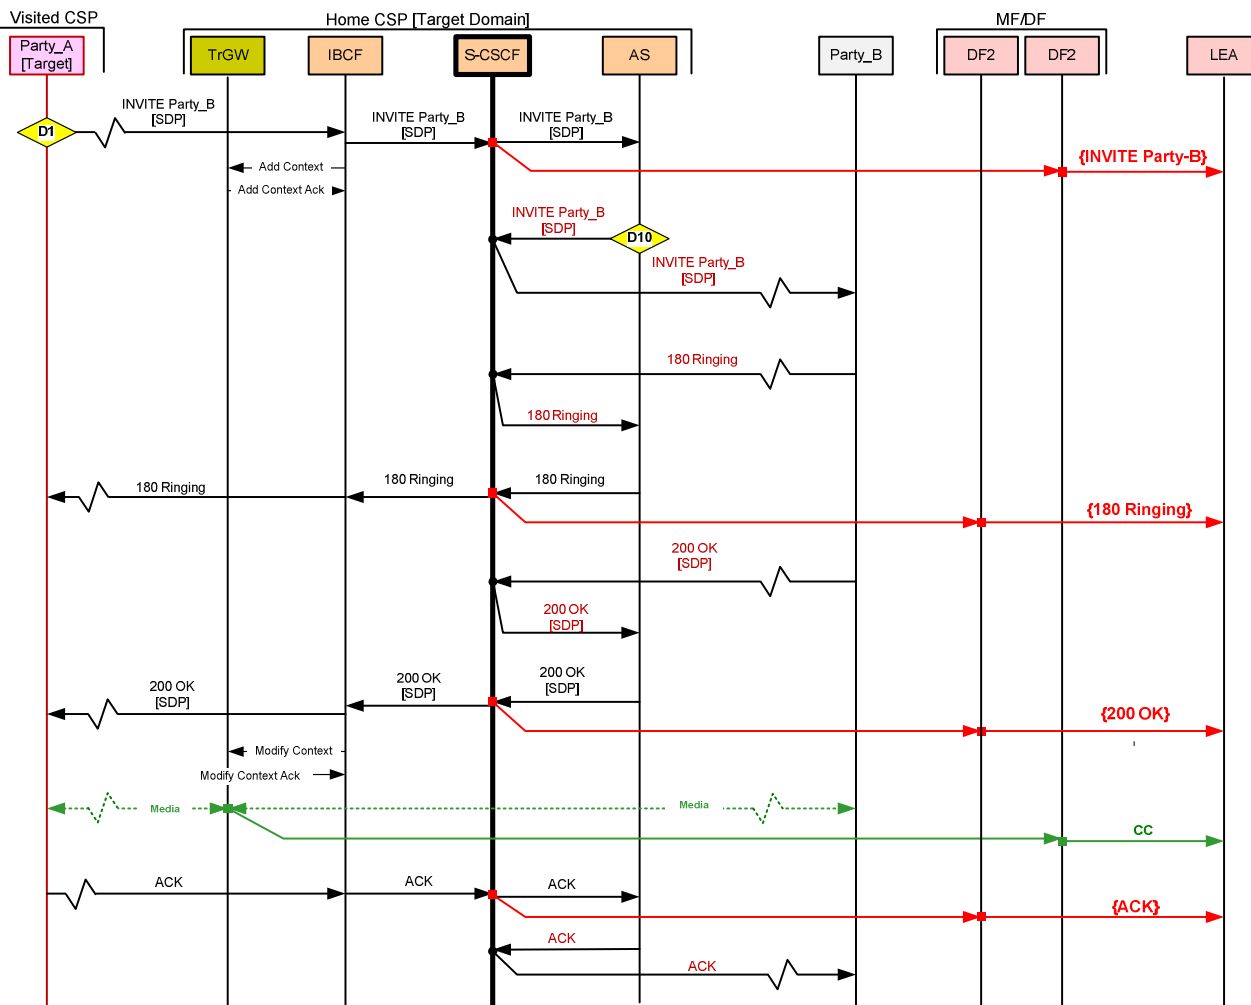 Visited CSP
Home CSP [Target Domain]
MF/DF
Party_A
[Target]
TrGW
IBCF
S-CSCF
AS
Party_B
DF2
DF2
LEA
D1
INVITE Party_B
[SDP]
INVITE Party_B
[SDP]
INVITE Party_B
[SDP]
{INVITE Party-B}
Add Context
Add Context Ack
INVITE Party_B
[SDP]
D10
INVITE Party_B
[SDP]
180 Ringing
180 Ringing
180 Ringing
180 Ringing
180 Ringing
{180 Ringing}
200 OK
[SDP]
200 OK
[SDP]
200 OK
[SDP]
200 OK
[SDP]
200 OK
[SDP]
{200 OK}
Modify Context
Modify Context Ack
Media
Media
CC
ACK
ACK
ACK
{ACK}
ACK
ACK